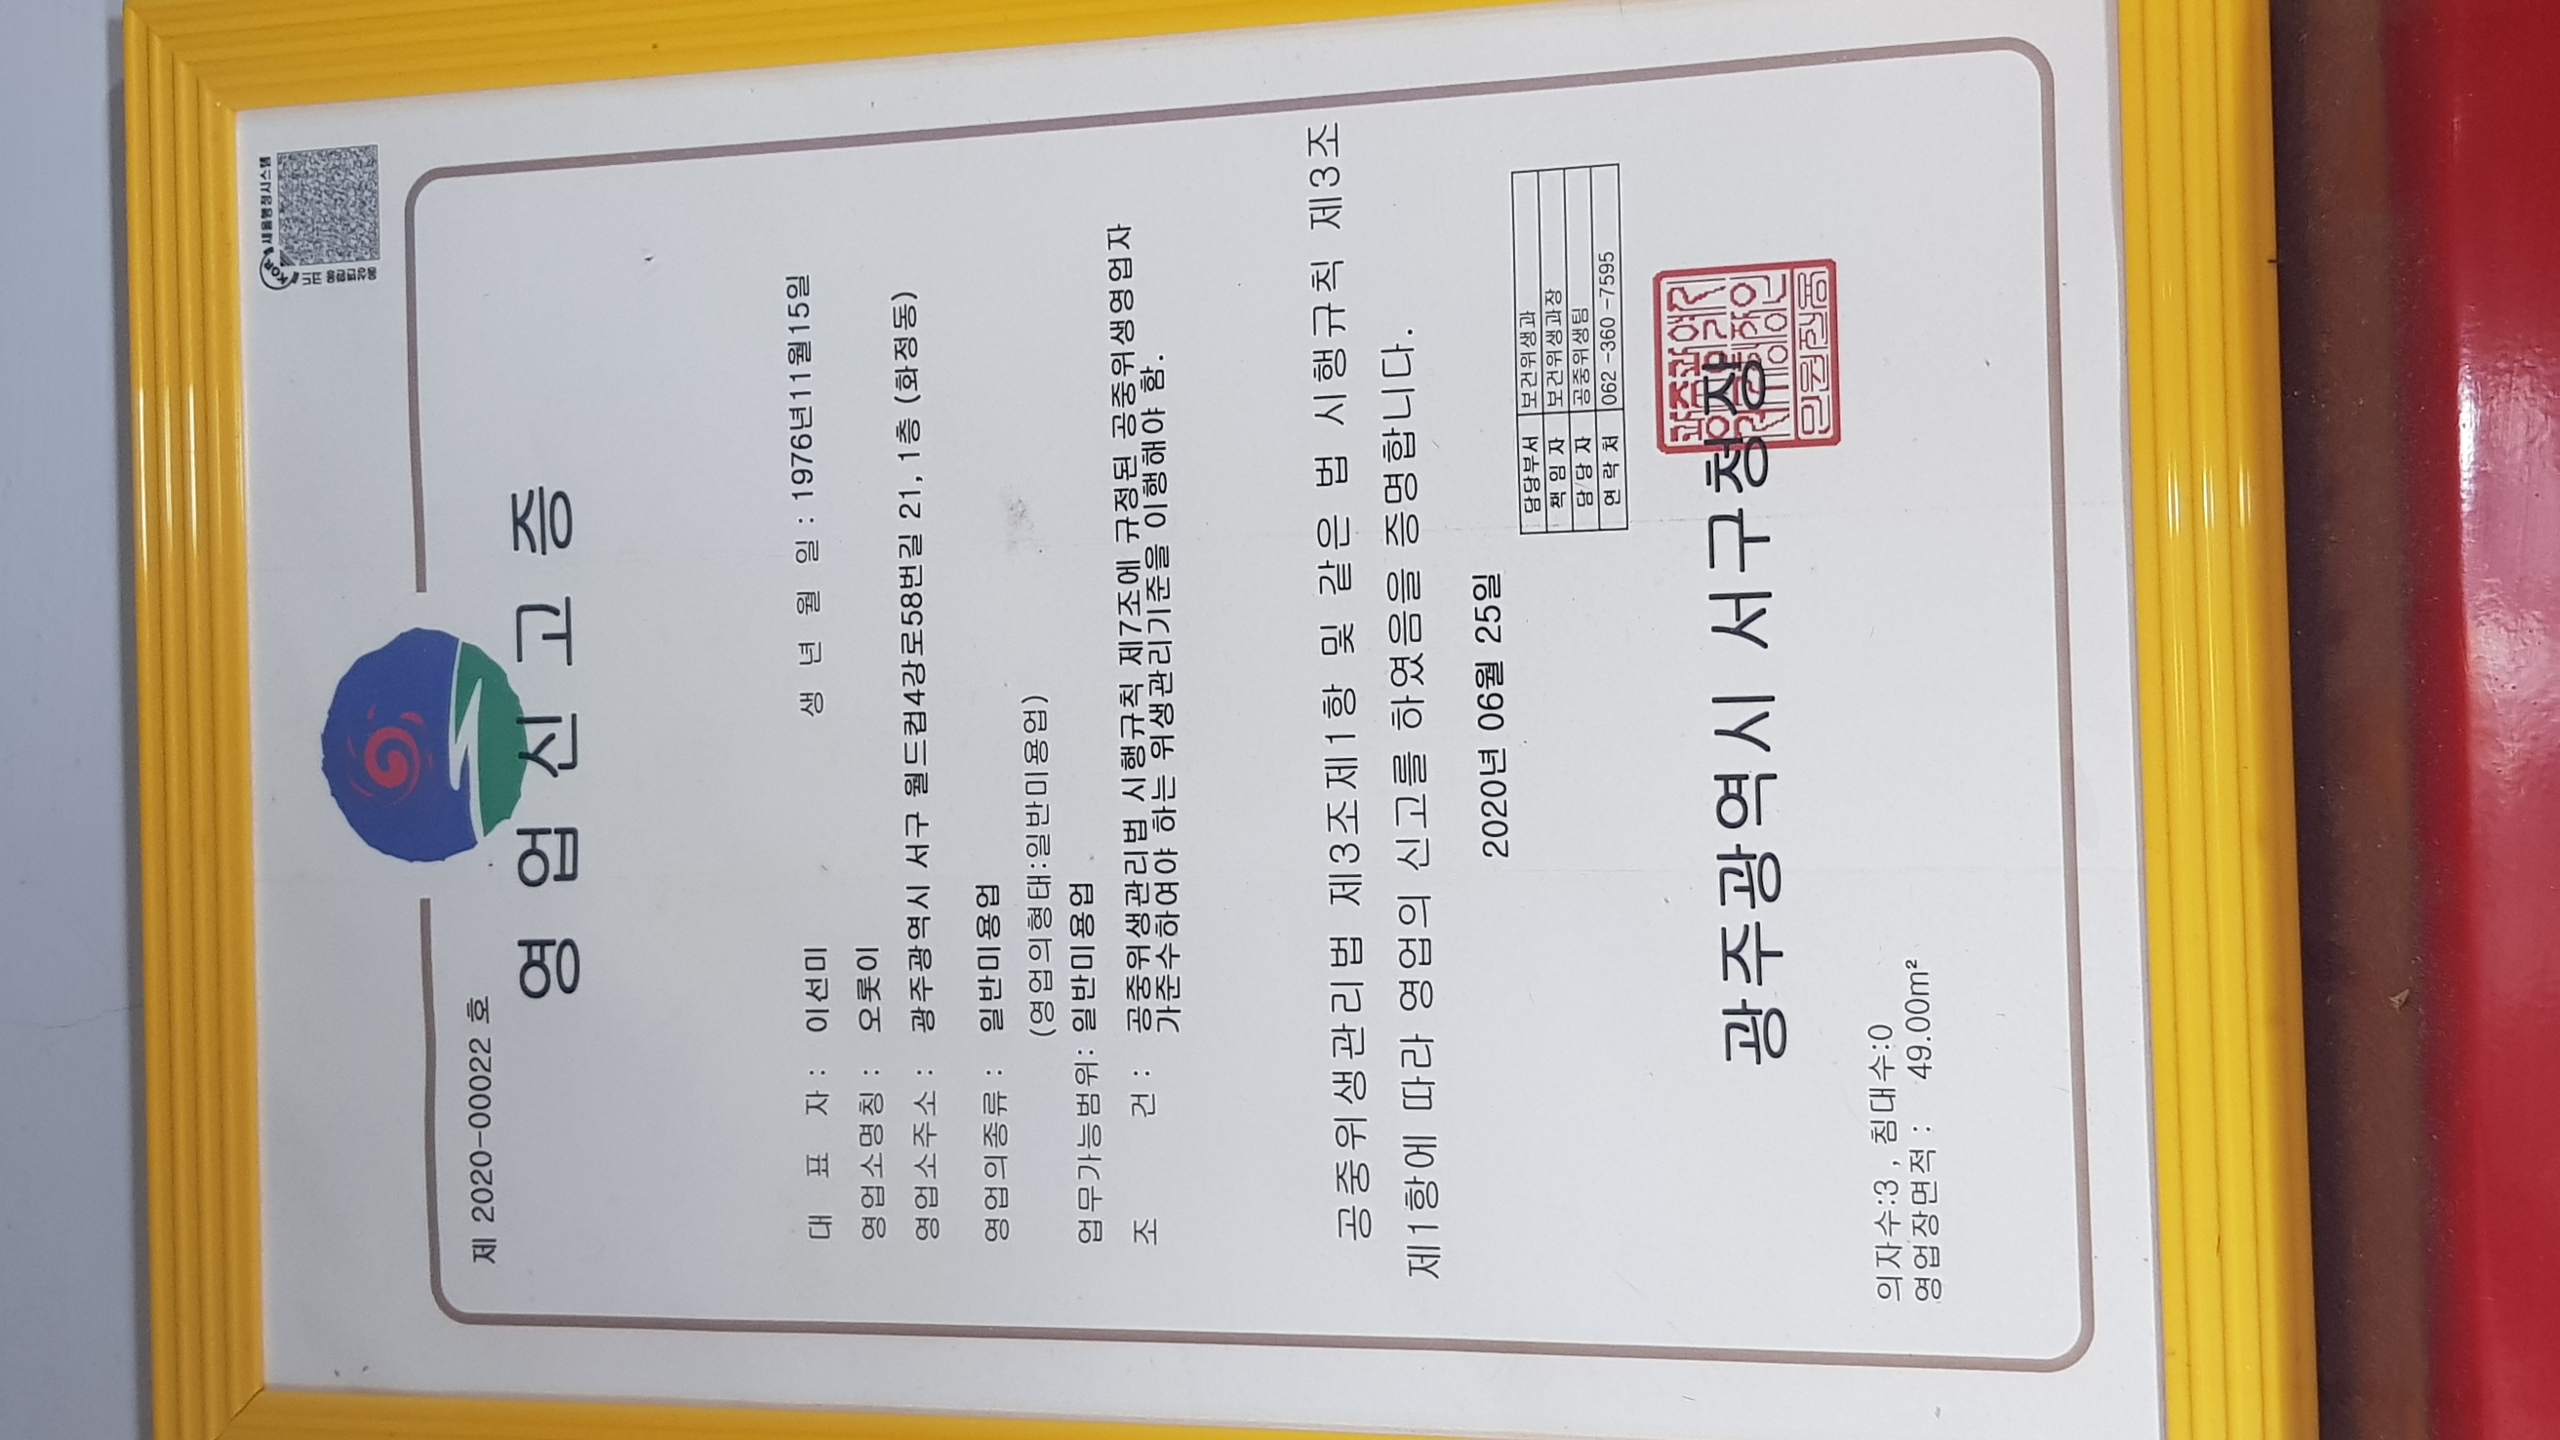 새올행정시스템
제 2020-00022 호
영 업 신 고 증
대 표 자 : 이선미 생 년 월 일 : 1976년11월15일
영업소명칭 : 오롯이
영업소주소 : 광주광역시 서구 월드컵4강로58번길 21, 1층 (화정동)
영업의종류 : 일반미용업
(영업의형태:일반미용업)
업무가능범위: 일반미용업
조 건 : 공중위생관리법 시행규칙 제7조에 규정된 공중위생영업자
가준수하여야 하는 위생관리기준을 이행해야 함.
공중위생관리법 제3조제1항 및 같은 법 시행규칙 제3조
제1항에 따라 영업의 신고를 하였음을 증명합니다.
2020년 06월 25일
담당부서 보건위생과
책 임 자 보건위생과장
담 당 자 공중위생팀
연 락 처 062 -360 -7595
광주광역시 서구청장
의자수:3 , 침대수:0
영업장면적 : 49.00m²